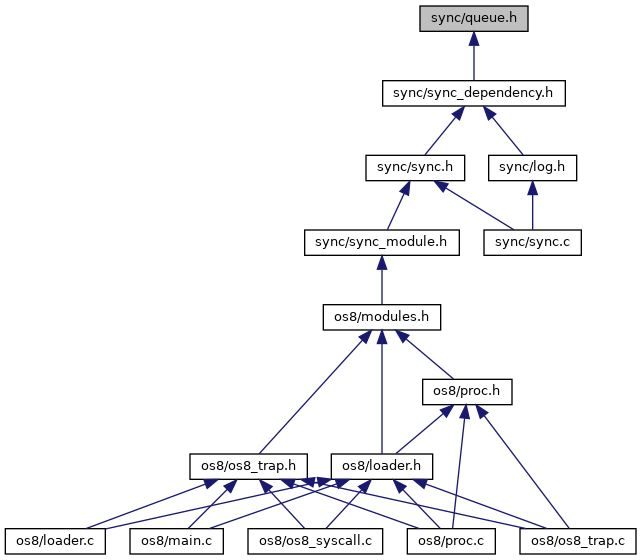 sync/queue.h
sync/sync_dependency.h
sync/sync.h
sync/log.h
sync/sync_module.h
sync/sync.c
os8/modules.h
os8/proc.h
os8/os8_trap.h
os8/loader.h
os8/loader.c
os8/main.c
os8/os8_syscall.c
os8/proc.c
os8/os8_trap.c